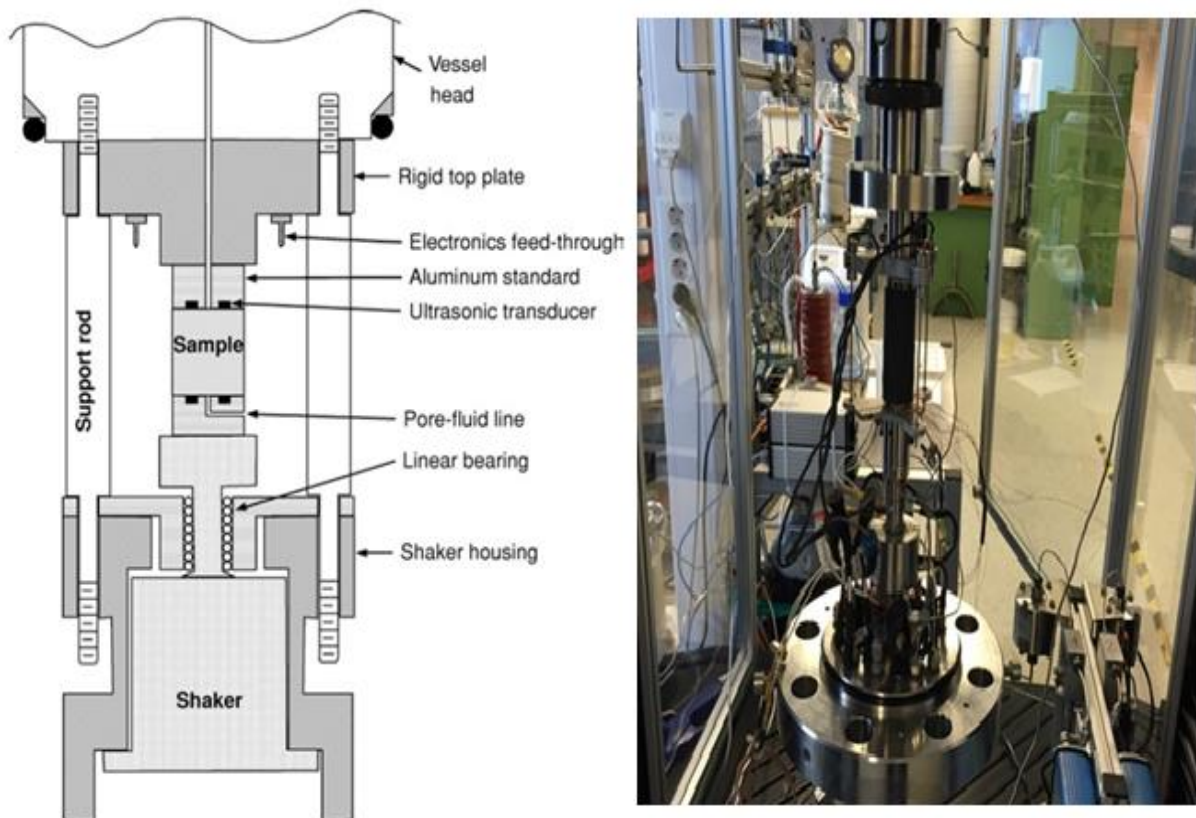 Vessel
head
Rigid top plate
Electronics feed-through
Aluminum standard
Ultrasonic transducer
Sample
Support rod
Pore-fluid line
Linear bearing
Shaker housing
Shaker